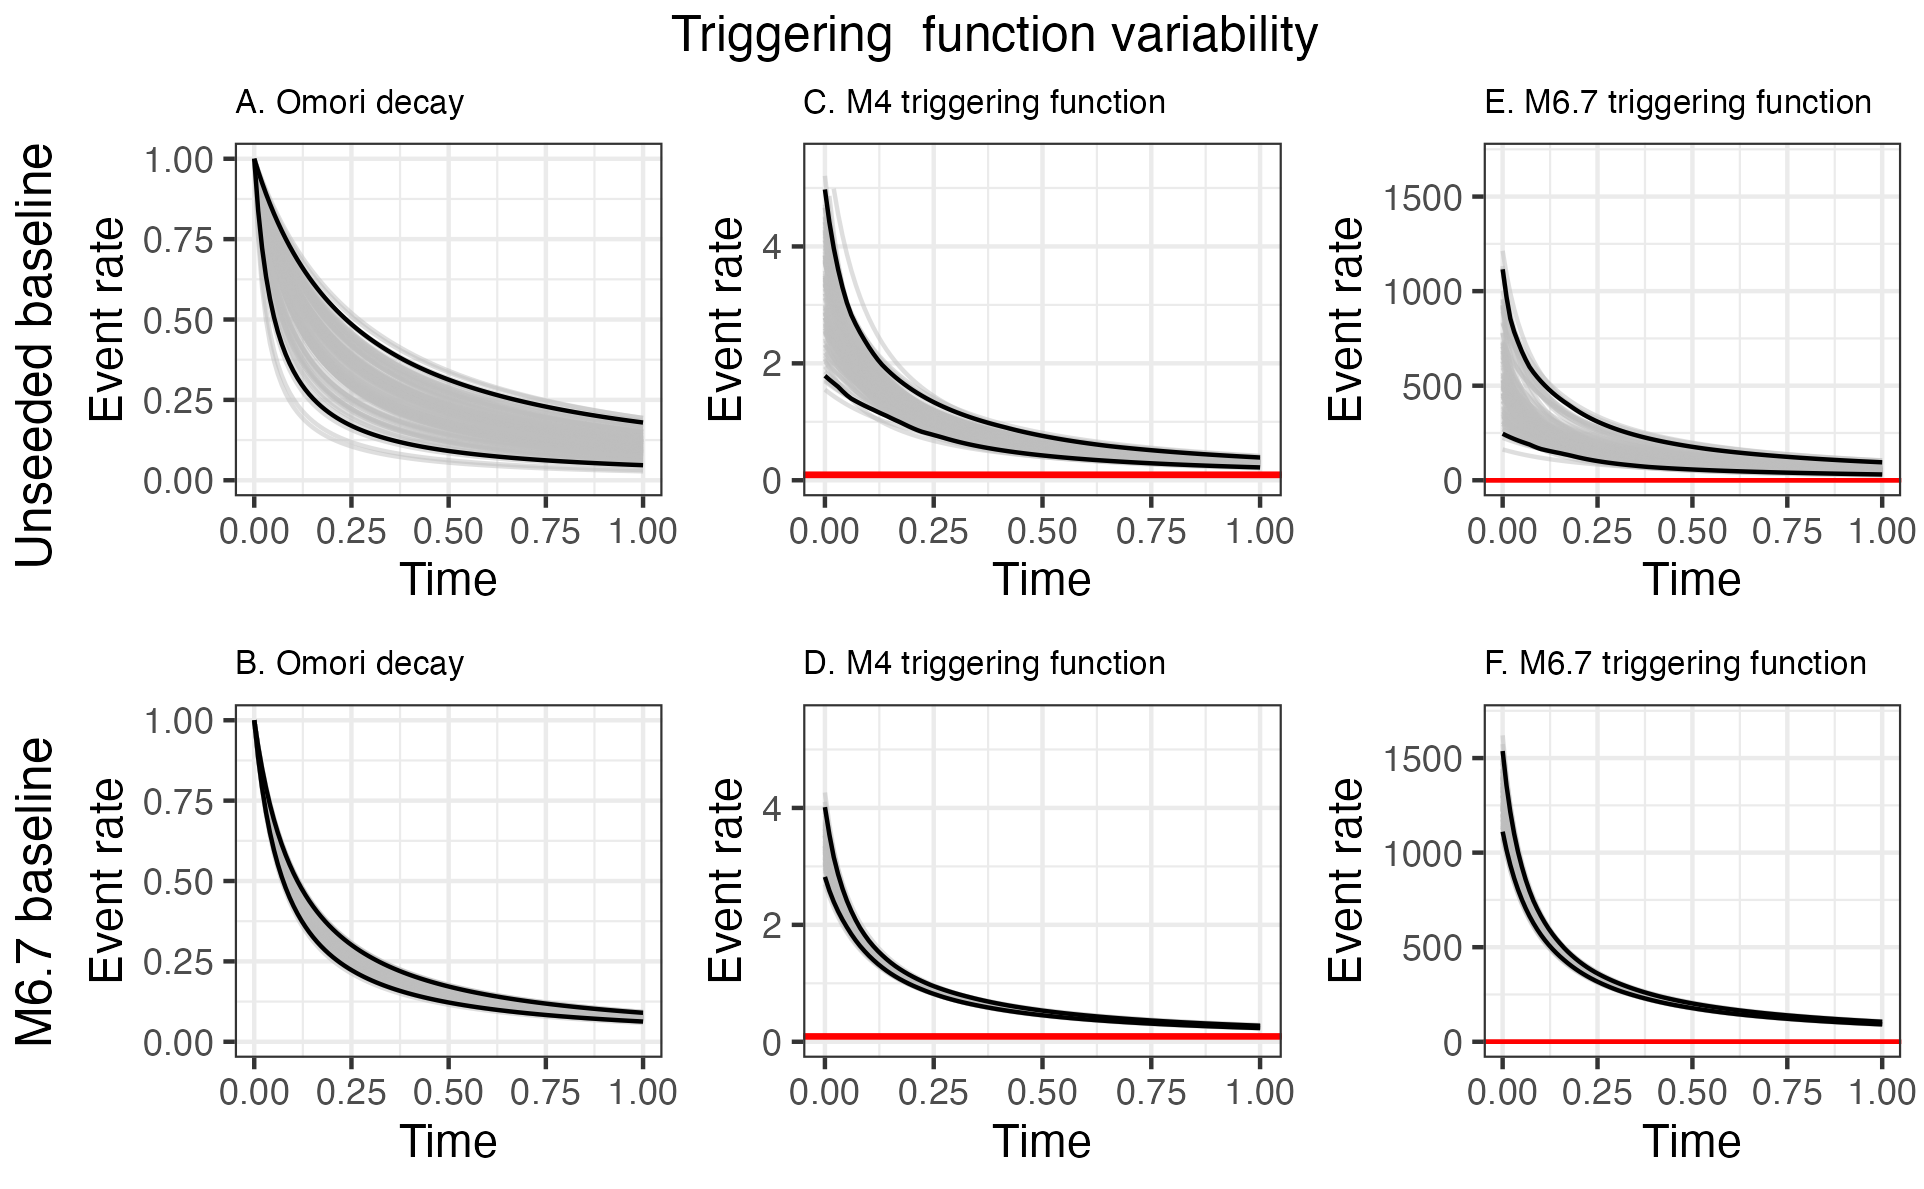 Triggering  function variability
Unseeded baseline
A. Omori decay
Event rate
1.00
0.75
0.50
0.25
0.00
0.00 0.25 0.50 0.75 1.00
Time
C. M4 triggering function
Event rate
4
2
0
0.00 0.25 0.50 0.75 1.00
Time
E. M6.7 triggering function
Event rate
1500
1000
500
0
0.00 0.25 0.50 0.75 1.00
Time
M6.7 baseline
B. Omori decay
Event rate
1.00
0.75
0.50
0.25
0.00
0.00 0.25 0.50 0.75 1.00
Time
D. M4 triggering function
Event rate
4
2
0
0.00 0.25 0.50 0.75 1.00
Time
F. M6.7 triggering function
Event rate
1500
1000
500
0
0.00 0.25 0.50 0.75 1.00
Time